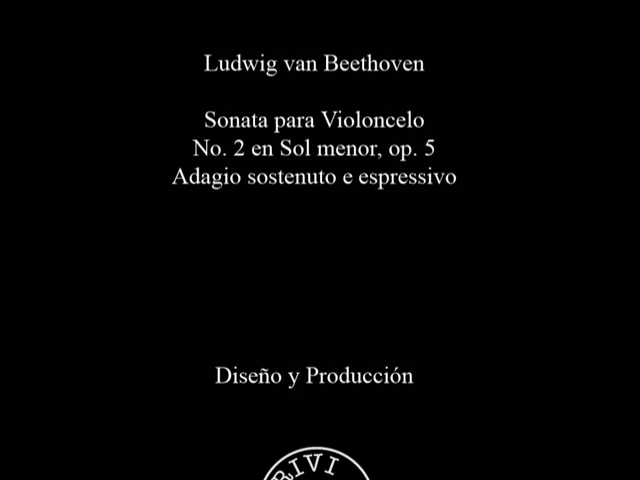 Ludwig van Beethoven
Sonata para Violoncelo
No. 2 en Sol menor, op. 5
Adagio sostenuto e espressivo
Diseño y Producción